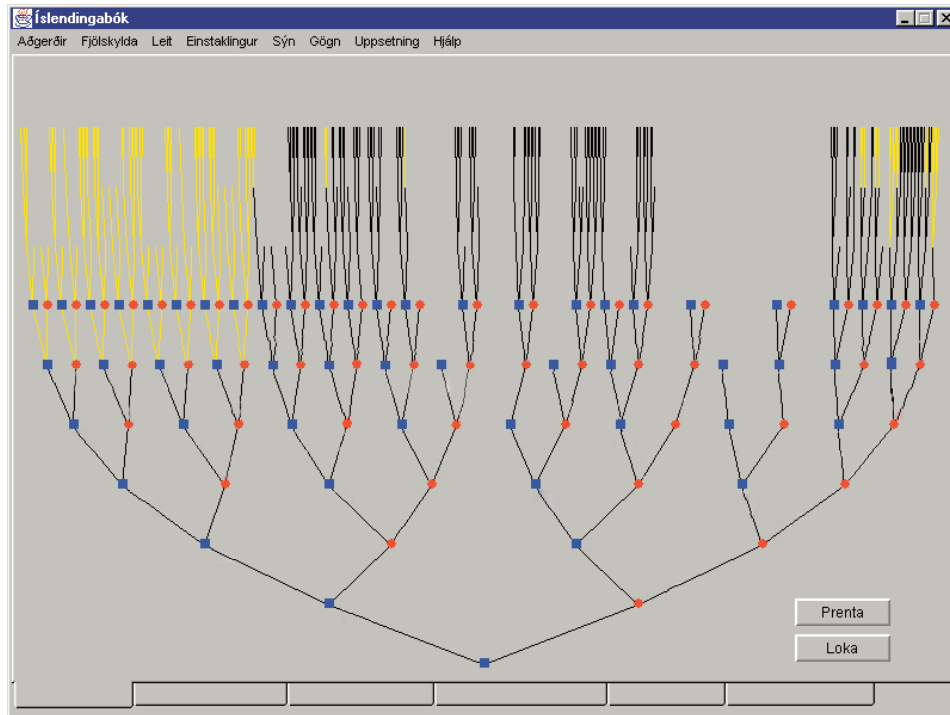 Íslendingabók
Aðgerðir Fjölskylda Leit Einstaklingur Sýn Gögn Uppsetning Hjálp
Prenta
Loka